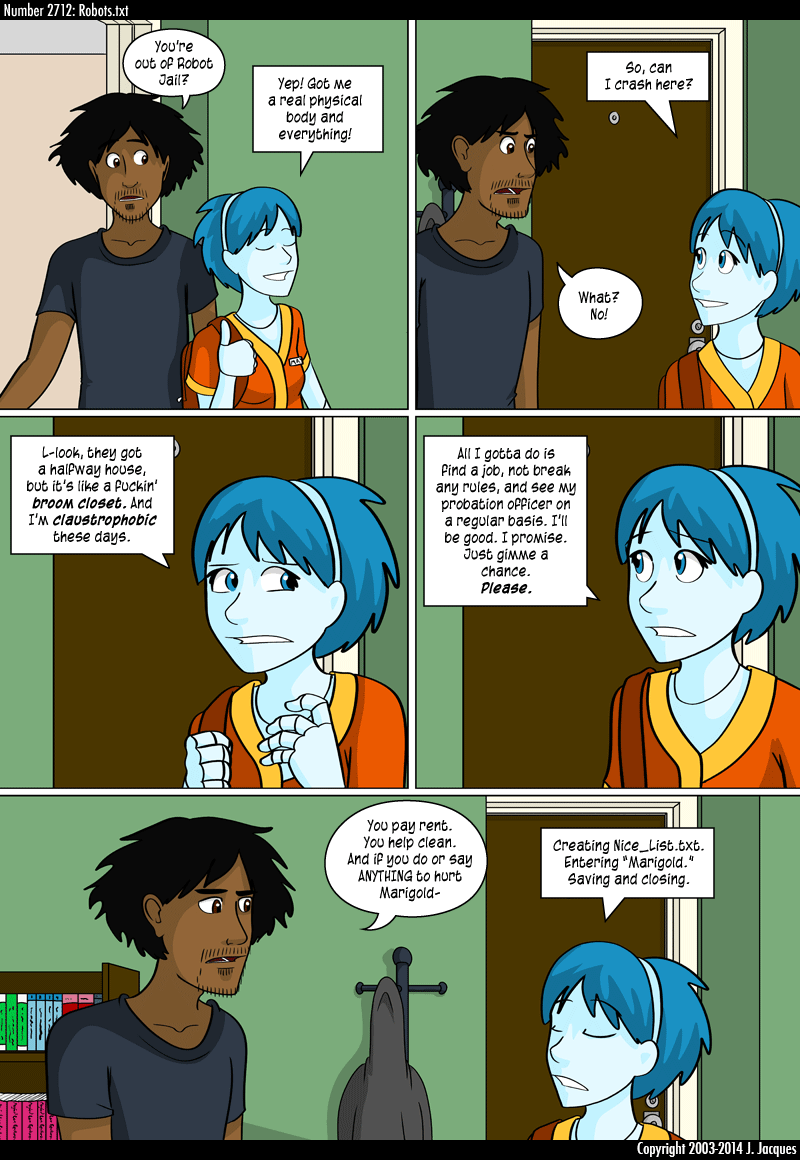 Number 2712: Robots.txt
You're
out of Robot
Jail?
Yep! Got me
a real physical
body and
everything!
So, can
I crash here?
What?
No!
L-look, they got
a halfway house,
but it's like a fuckin'
broom closet. And
I'm claustrophobic
these days.
All I gotta do is
find a job, not break
any rules, and see my
probation officer on
a regular basis. I'll
be good. I promise.
Just gimme a
chance.
Please.
You pay rent.
You help clean.
And if you do or say
ANYTHING to hurt
Marigold-
Creating Nice_List.txt.
Entering "Marigold."
Saving and closing.
Copyright 2003-2014 J. Jacques